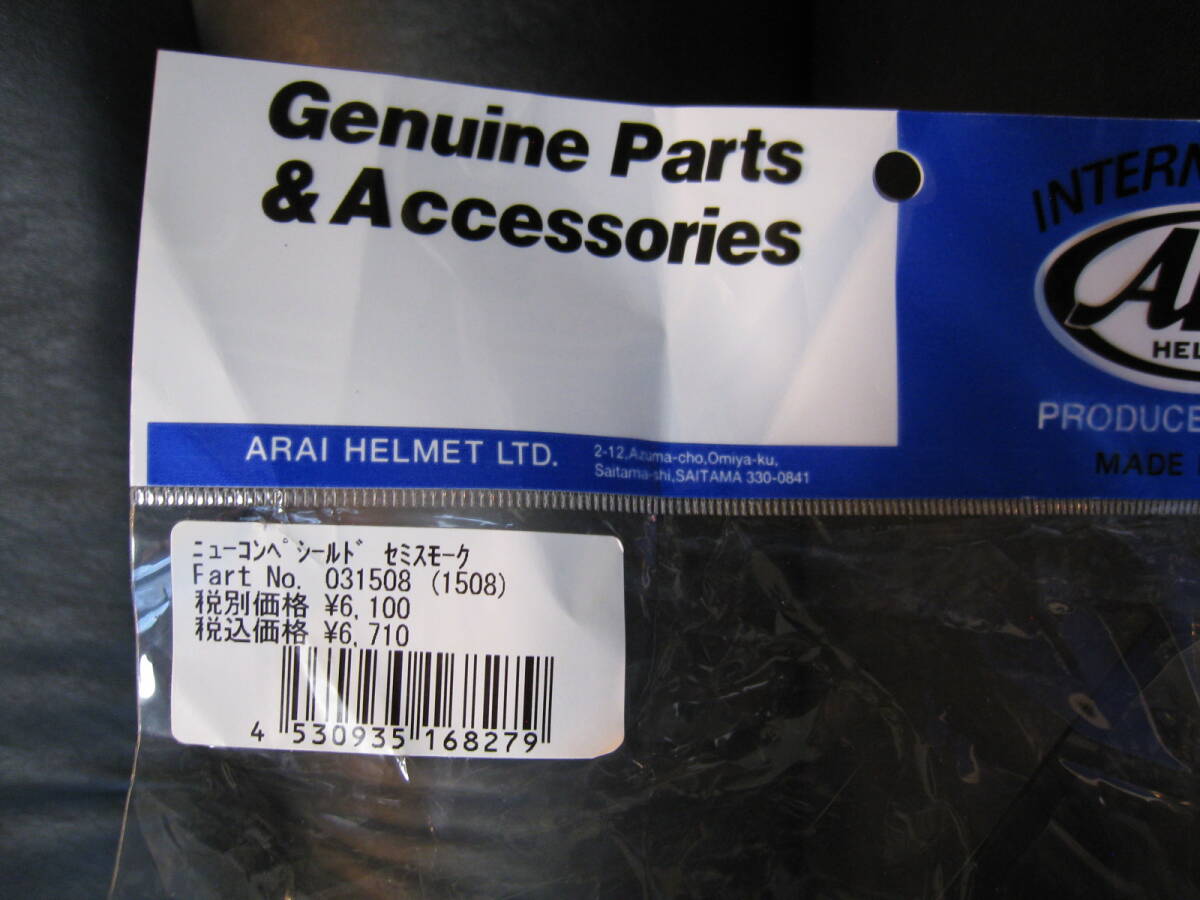 Genuine Parts
& Accessories
ARAI HELMET LTD.
2-12,Azuma-cho,Omiya-ku,
Saitama-shi,SAITAMA 330-0841
MADE
ﾆｭｰｺﾝﾍﾟｼｰﾙﾄﾞ ｾﾐｽﾓｰｸ
Part No. 031508 (1508)
税別価格 ¥6,100
税込価格 ¥6,710
4 530935 168279